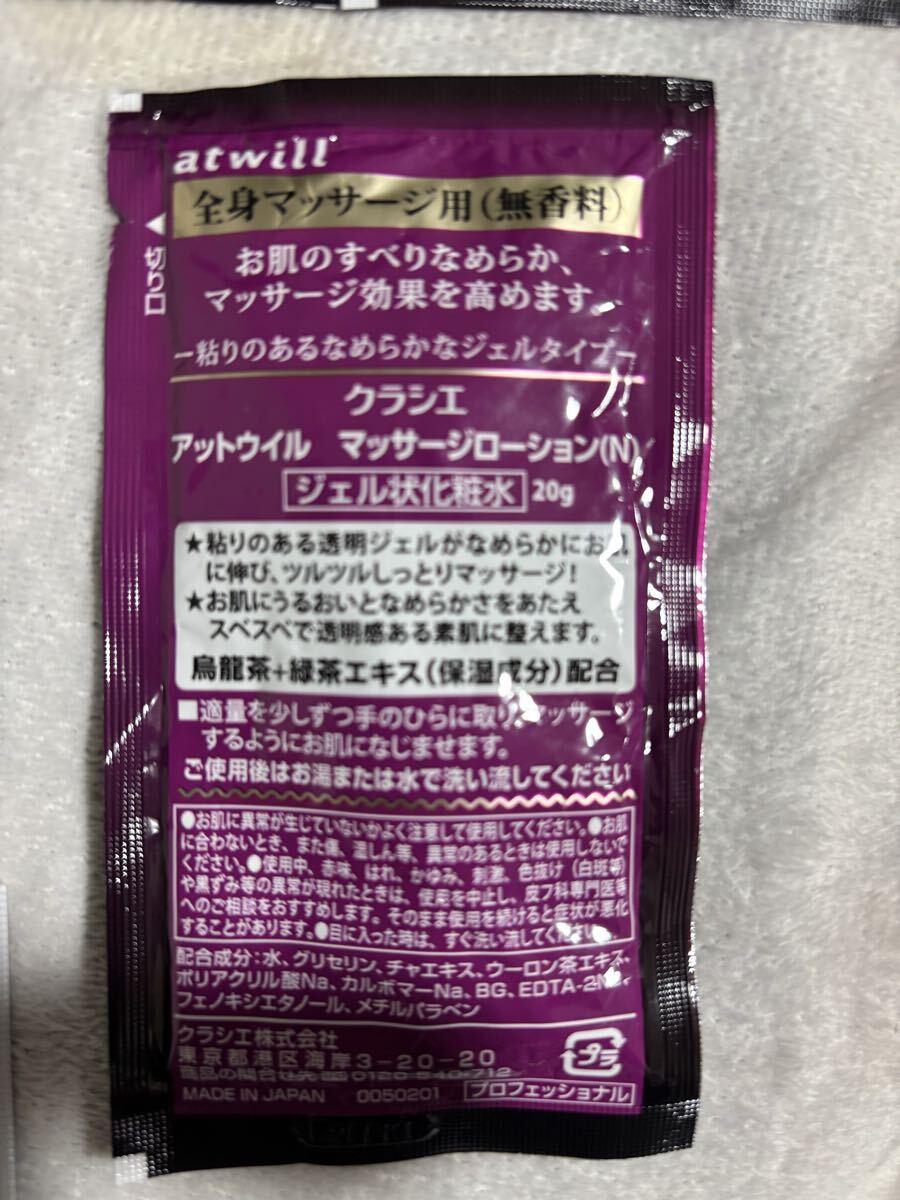 atwill
全身マッサージ用(無香料)
切り口
お肌のすべりなめらか、
マッサージ効果を高めます。
ー粘りのあるなめらかなジェルタイプー
クラシエ
アットウイル マッサージローション(N)
ジェル状化粧水 20g
★粘りのある透明ジェルがなめらかにお肌
に伸び、ツルツルしっとりマッサージ!
★お肌にうるおいとなめらかさをあたえ
スベスベで透明感ある素肌に整えます。
烏龍茶+緑茶エキス(保湿成分)配合
■適量を少しずつ手のひらに取り、マッサージ
するようにお肌になじませます。
ご使用後はお湯または水で洗い流してください
●お肌に異常が生じていないかよく注意して使用してください。●お肌
に合わないとき、また傷、湿しん等、異常のあるときは使用しないで
ください。●使用中、赤味、はれ、かゆみ、刺激、色抜け(白斑等)
や黒ずみ等の異常が現れたときは、使用を中止し、皮フ科専門医等
へのご相談をおすすめします。そのまま使用を続けると症状が悪化
することがあります。●目に入った時は、すぐ洗い流してください。
配合成分:水、グリセリン、チャエキス、ウーロン茶エキス、
ポリアクリル酸Na、カルボマーNa、BG、EDTA-2Na、
フェノキシエタノール、メチルパラベン
クラシエ株式会社
東京都港区海岸3-20-20
商品の問合せ先 0120-540-712
プラ
MADE IN JAPAN 0050201 プロフェッショナル